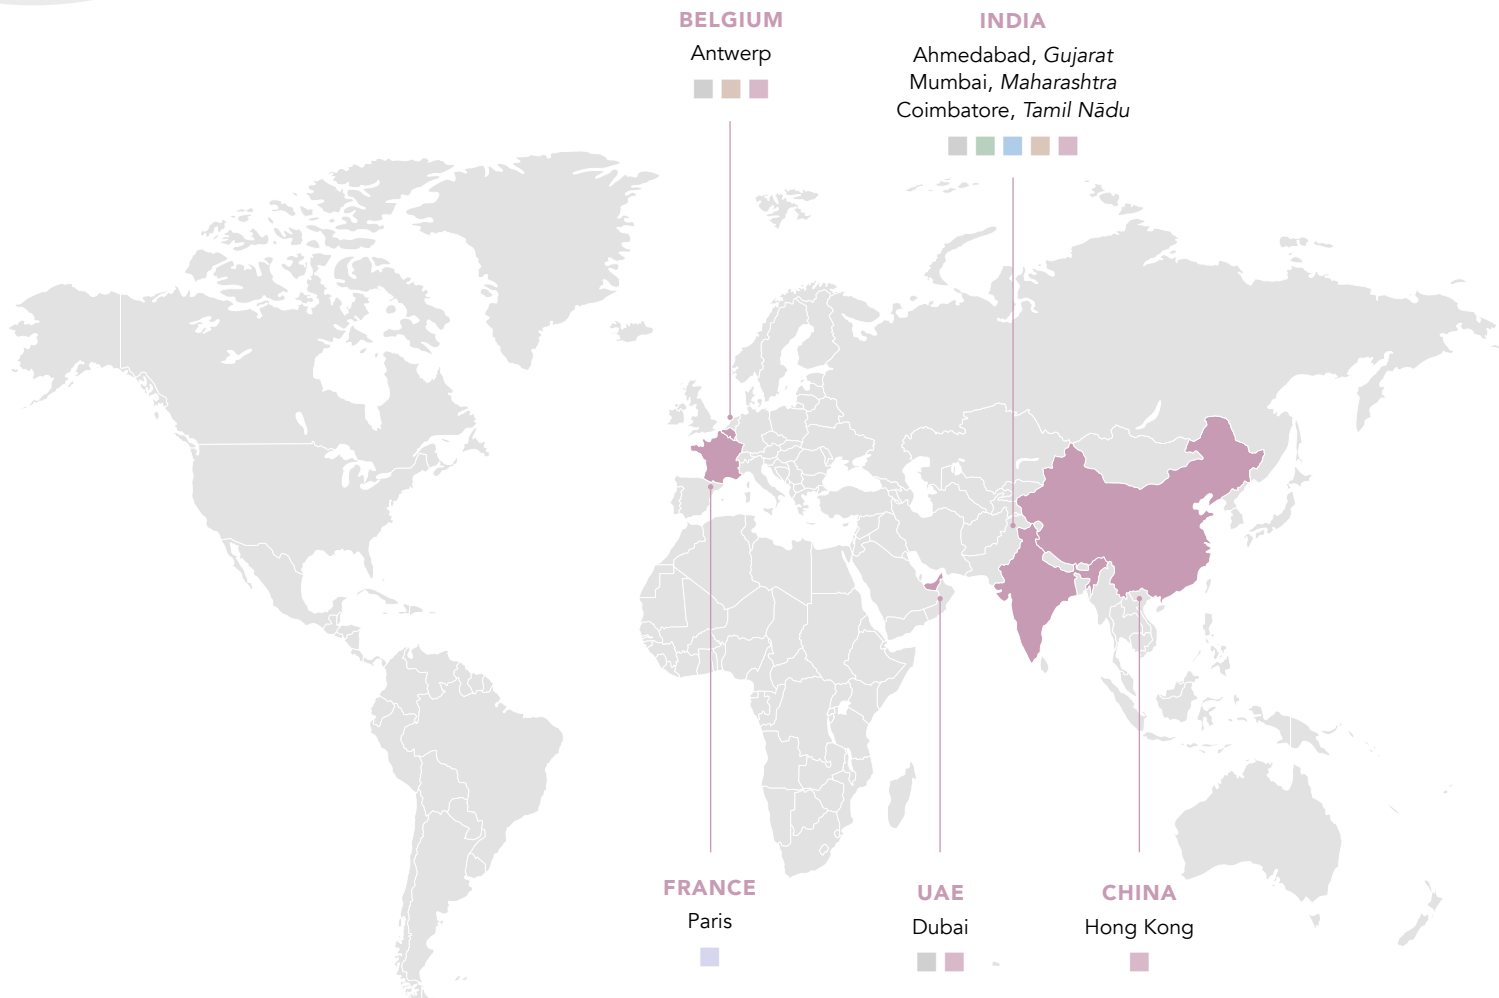 BELGIUM
Antwerp
INDIA
Ahmedabad, Gujarat
Mumbai, Maharashtra
Coimbatore, Tamil Nādu
FRANCE
Paris
UAE
Dubai
CHINA
Hong Kong